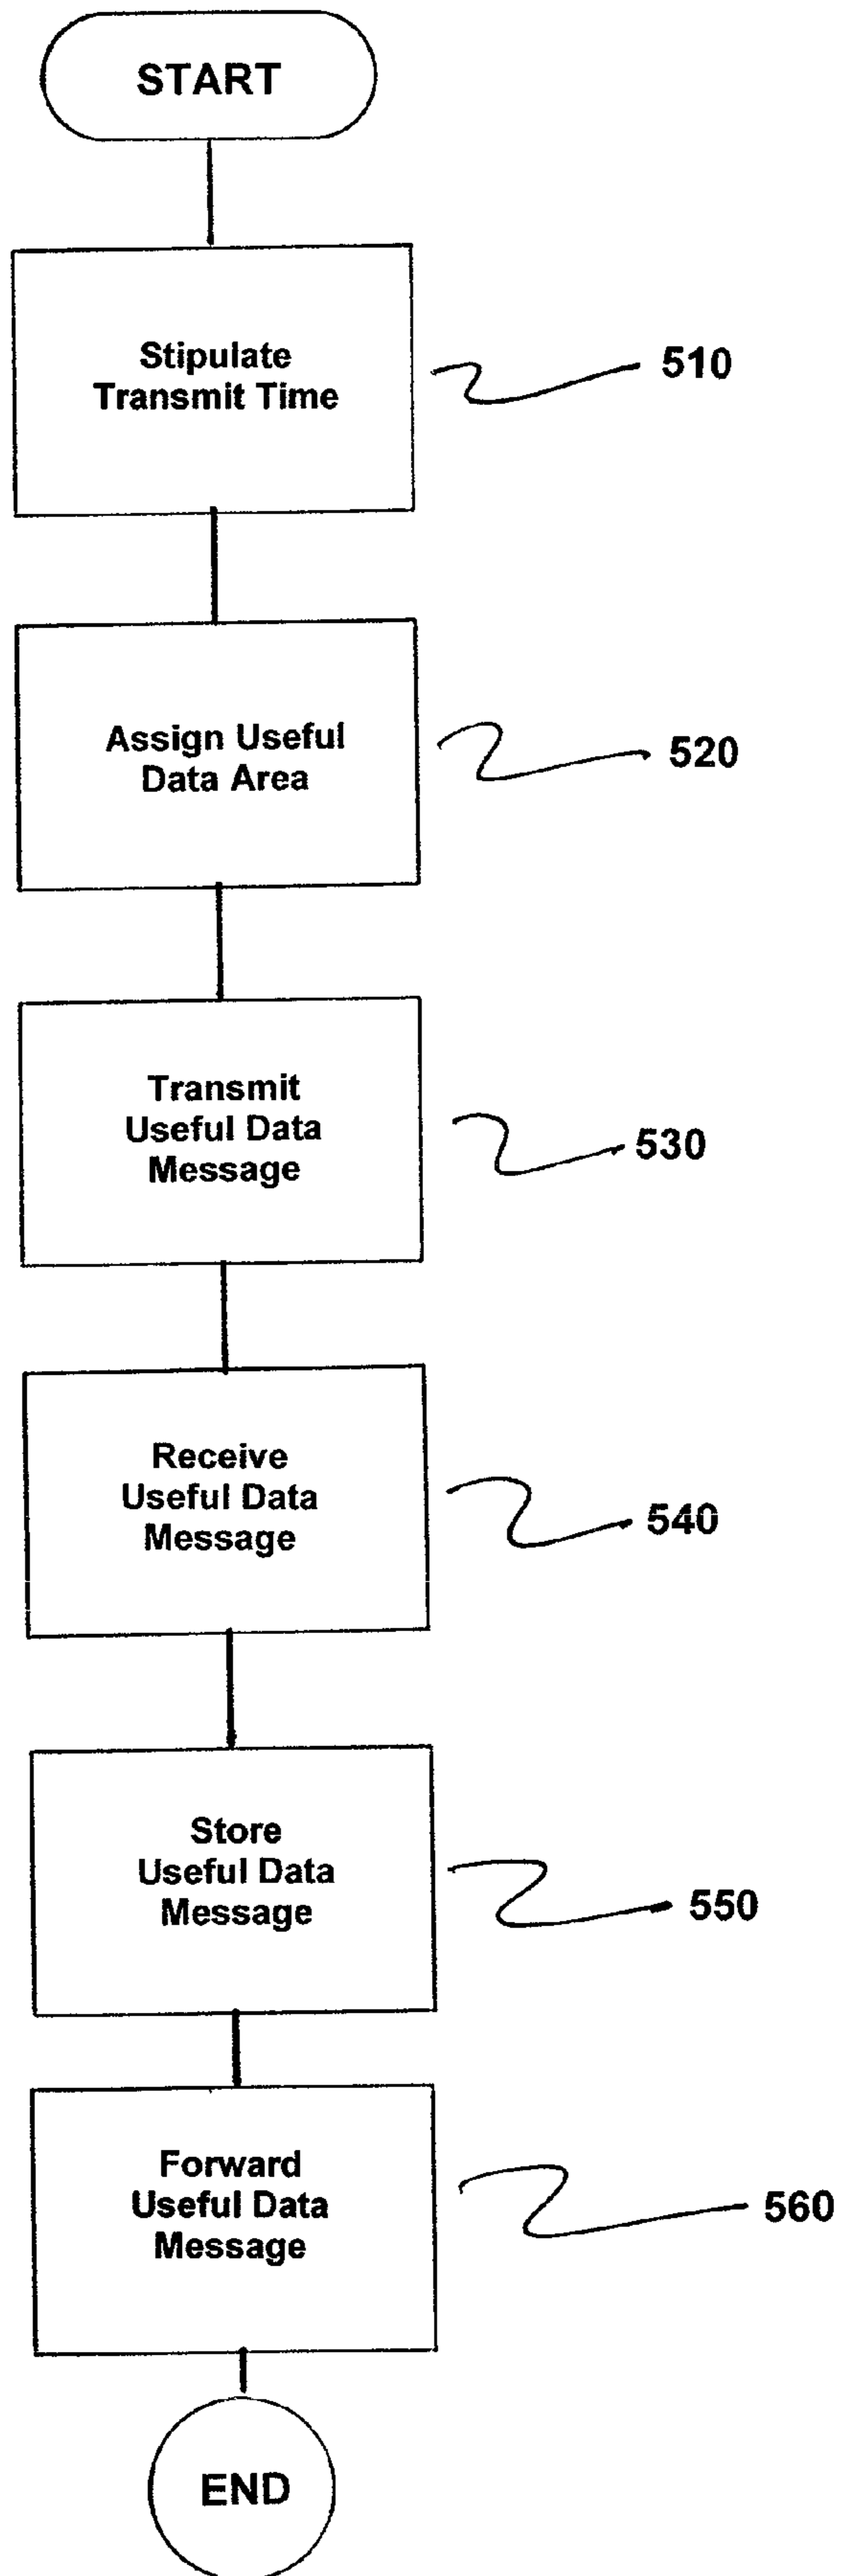 START
Stipulate
Transmit Time
510
Assign Useful
Data Area
520
Transmit
Useful Data
Message
530
Receive
Useful Data
Message
540
Store
Useful Data
Message
550
Forward
Useful Data
Message
560
END